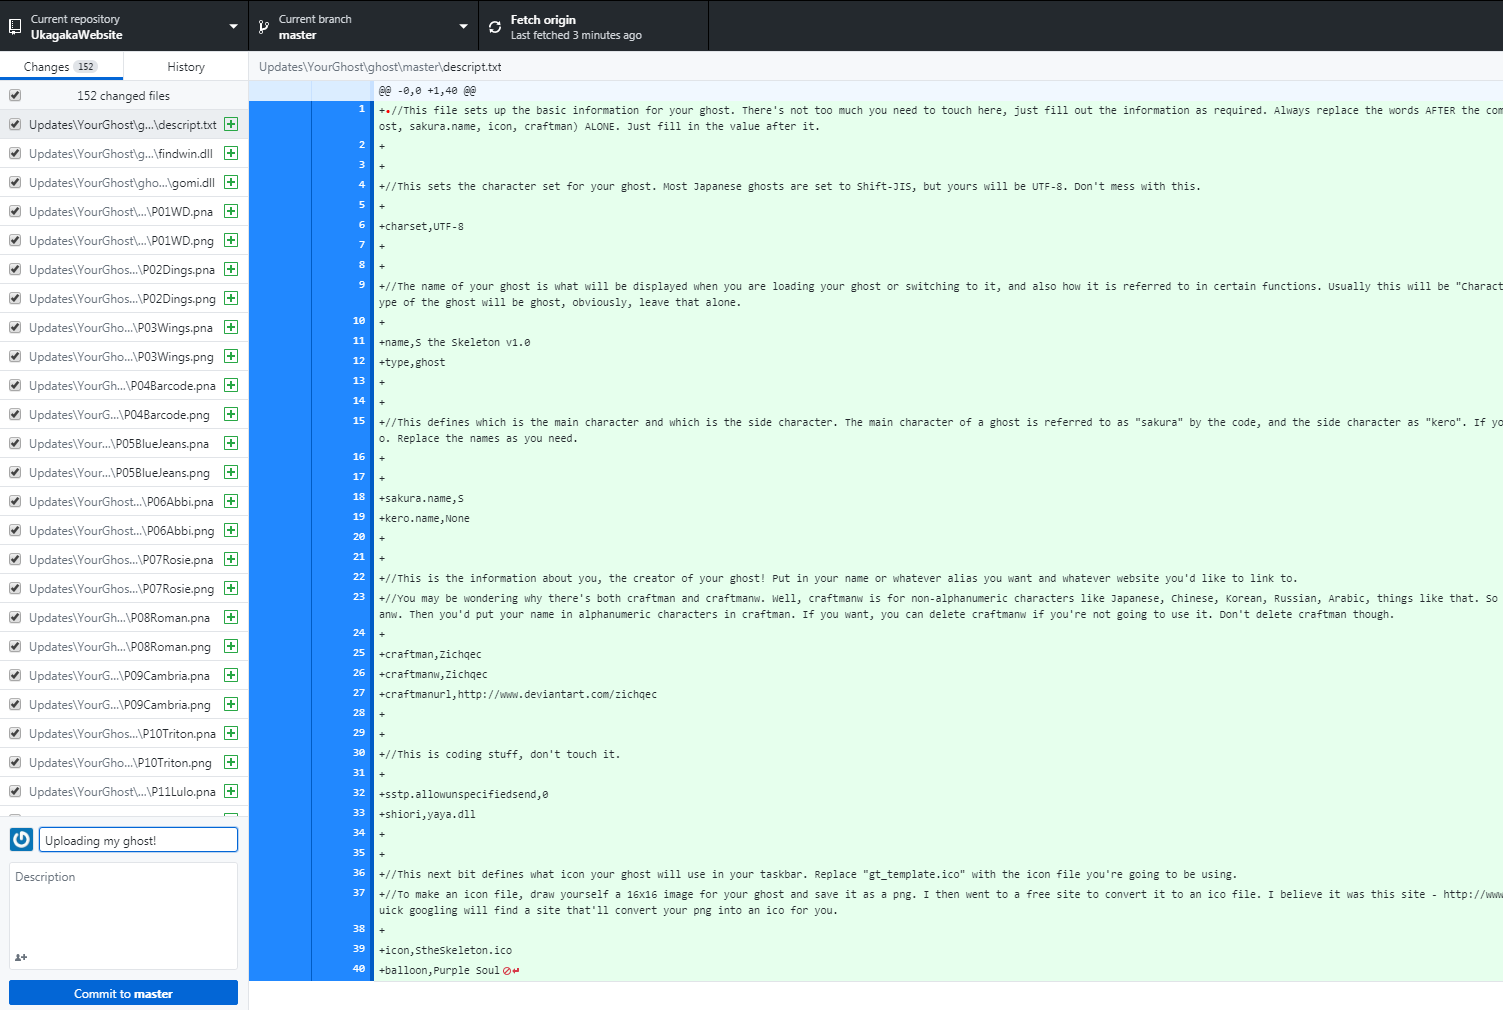 Current repository
UkagakaWebsite
Current branch
master
Fetch origin
Last fetched 3 minutes ago
Changes 152
History
Updates\YourGhost\ghost\master\descript.txt
152 changed files
Updates\YourGhost\g...\descript.txt
Updates\YourGhost\g...\findwin.dll
Updates\YourGhost\gho...\gomi.dll
Updates\YourGhost\...\P01WD.pna
Updates\YourGhost\...\P01WD.png
Updates\YourGhos...\P02Dings.pna
Updates\YourGhos...\P02Dings.png
Updates\YourGho...\P03Wings.pna
Updates\YourGho...\P03Wings.png
Updates\YourGh...\P04Barcode.pna
Updates\YourG...\P04Barcode.png
Updates\Your...\P05BlueJeans.pna
Updates\Your...\P05BlueJeans.png
Updates\YourGhost...\P06Abbi.pna
Updates\YourGhost...\P06Abbi.png
Updates\YourGhos...\P07Rosie.pna
Updates\YourGhos...\P07Rosie.png
Updates\YourGh...\P08Roman.pna
Updates\YourGh...\P08Roman.png
Updates\YourG...\P09Cambria.pna
Updates\YourG...\P09Cambria.png
Updates\YourGhos...\P10Triton.pna
Updates\YourGho...\P10Triton.png
Updates\YourGhost\...\P11Lulo.pna
Uploading my ghost!
Description
Commit to master
@@ -0,0 +1,40 @@
1 +//This file sets up the basic information for your ghost. There's not too much you need to touch here, just fill out the information as required. Always replace the words AFTER the com
ost, sakura.name, icon, craftman) ALONE. Just fill in the value after it.
2 +
3 +
4 +//This sets the character set for your ghost. Most Japanese ghosts are set to Shift-JIS, but yours will be UTF-8. Don't mess with this.
5 +
6 +charset,UTF-8
7 +
8 +
9 +//The name of your ghost is what will be displayed when you are loading your ghost or switching to it, and also how it is referred to in certain functions. Usually this will be "Charact
ype of the ghost will be ghost, obviously, leave that alone.
10 +
11 +name,S the Skeleton v1.0
12 +type,ghost
13 +
14 +
15 +//This defines which is the main character and which is the side character. The main character of a ghost is referred to as "sakura" by the code, and the side character as "kero". If yo
o. Replace the names as you need.
16 +
17 +
18 +sakura.name,S
19 +kero.name,None
20 +
21 +
22 +//This is the information about you, the creator of your ghost! Put in your name or whatever alias you want and whatever website you'd like to link to.
23 +//You may be wondering why there's both craftman and craftmanw. Well, craftmanw is for non-alphanumeric characters like Japanese, Chinese, Korean, Russian, Arabic, things like that. So
anw. Then you'd put your name in alphanumeric characters in craftman. If you want, you can delete craftmanw if you're not going to use it. Don't delete craftman though.
24 +
25 +craftman,Zichqec
26 +craftmanw,Zichqec
27 +craftmanurl,http://www.deviantart.com/zichqec
28 +
29 +
30 +//This is coding stuff, don't touch it.
31 +
32 +sstp.allowunspecifiedsend,0
33 +shiori,yaya.dll
34 +
35 +
36 +//This next bit defines what icon your ghost will use in your taskbar. Replace "gt_template.ico" with the icon file you're going to be using.
37 +//To make an icon file, draw yourself a 16x16 image for your ghost and save it as a png. I then went to a free site to convert it to an ico file. I believe it was this site - http://www
uick googling will find a site that'll convert your png into an ico for you.
38 +
39 +icon,StheSkeleton.ico
40 +balloon,Purple Soul